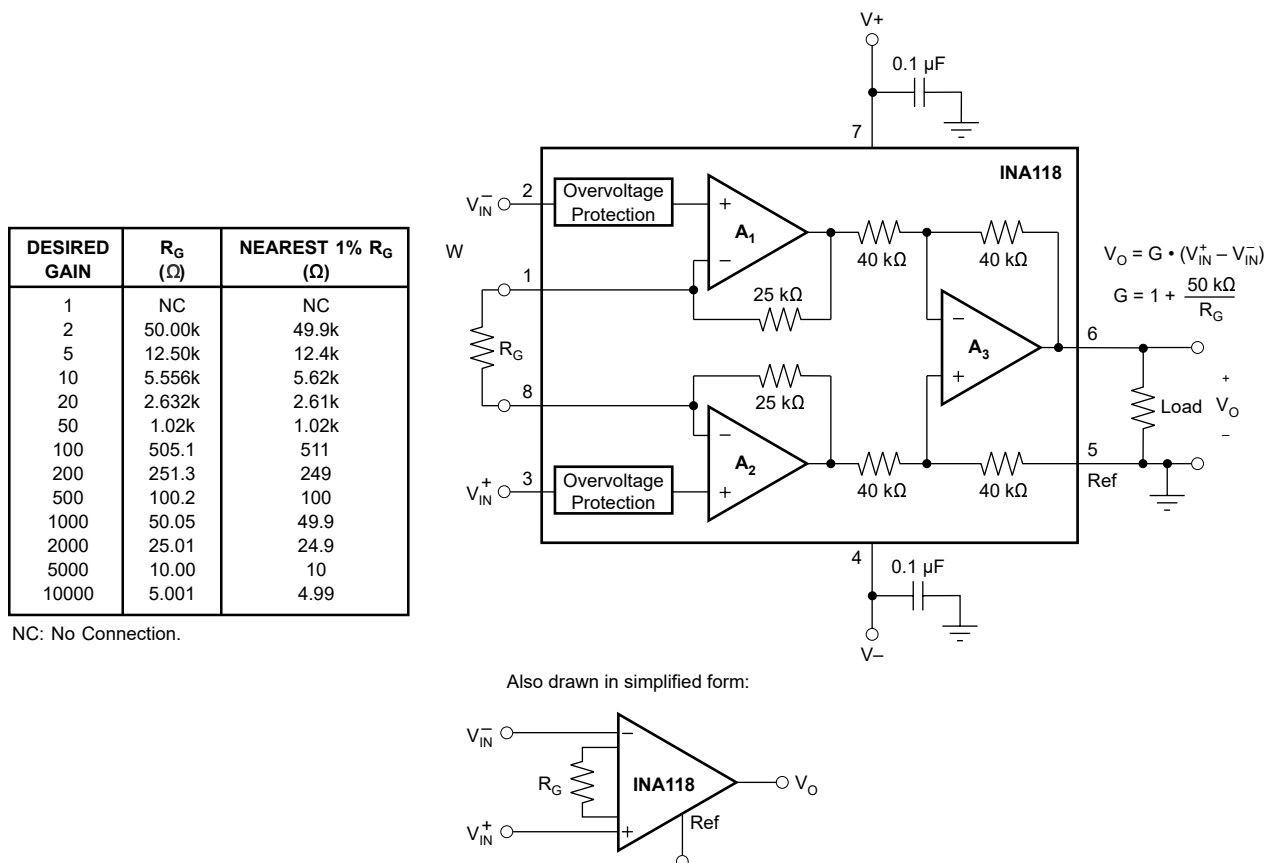 DESIRED GAIN | R_G (Ω) | NEAREST 1% R_G (Ω)
1 | NC | NC
2 | 50.00k | 49.9k
5 | 12.50k | 12.4k
10 | 5.556k | 5.62k
20 | 2.632k | 2.61k
50 | 1.02k | 1.02k
100 | 505.1 | 511
200 | 251.3 | 249
500 | 100.2 | 100
1000 | 50.05 | 49.9
2000 | 25.01 | 24.9
5000 | 10.00 | 10
10000 | 5.001 | 4.99
NC: No Connection.
V+
0.1 µF
7
INA118
V⁻_IN
2
Overvoltage
Protection
+
A₁
–
40 kΩ
40 kΩ
25 kΩ
W
1
R_G
8
25 kΩ
–
A₂
+
V⁺_IN
3
Overvoltage
Protection
40 kΩ
40 kΩ
–
A₃
+
6
5
Ref
V_O = G • (V⁺_IN – V⁻_IN)
G = 1 + 50 kΩ / R_G
Load
+
V_O
–
4
0.1 µF
V–
Also drawn in simplified form:
V⁻_IN
–
R_G
INA118
V_O
V⁺_IN
+
Ref